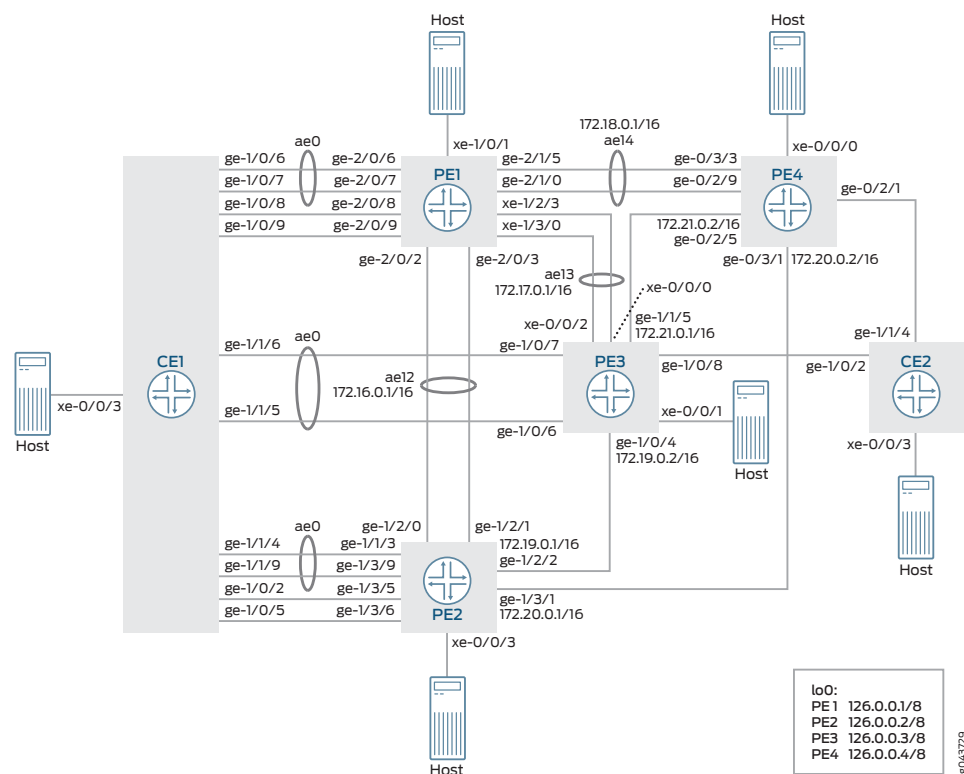 Host
Host
172.18.0.1/16
ae14
ae0
xe-1/0/1
xe-0/0/0
ge-1/0/6
ge-2/0/6
ge-2/1/5
ge-0/3/3
PE1
PE4
ge-1/0/7
ge-2/0/7
ge-2/1/0
ge-0/2/9
ge-0/2/1
ge-1/0/8
ge-2/0/8
xe-1/2/3
ge-1/0/9
ge-2/0/9
xe-1/3/0
172.21.0.2/16
ge-0/2/5
ge-2/0/2
ge-2/0/3
ge-0/3/1
172.20.0.2/16
ae13
172.17.0.1/16
xe-0/0/0
xe-0/0/2
ge-1/1/5
172.21.0.1/16
ae0
ge-1/1/6
ge-1/0/7
ge-1/1/4
CE1
PE3
ge-1/0/8
ge-1/0/2
CE2
ae12
172.16.0.1/16
xe-0/0/3
Host
ge-1/1/5
ge-1/0/6
xe-0/0/1
Host
ge-1/0/4
172.19.0.2/16
xe-0/0/3
Host
ae0
ge-1/2/0
ge-1/2/1
ge-1/1/4
ge-1/1/3
172.19.0.1/16
ge-1/2/2
ge-1/1/9
ge-1/3/9
ge-1/0/2
ge-1/3/5
ge-1/3/1
172.20.0.1/16
ge-1/0/5
ge-1/3/6
PE2
xe-0/0/3
Host
lo0:
PE 1 126.0.0.1/8
PE2 126.0.0.2/8
PE3 126.0.0.3/8
PE4 126.0.0.4/8
g043729